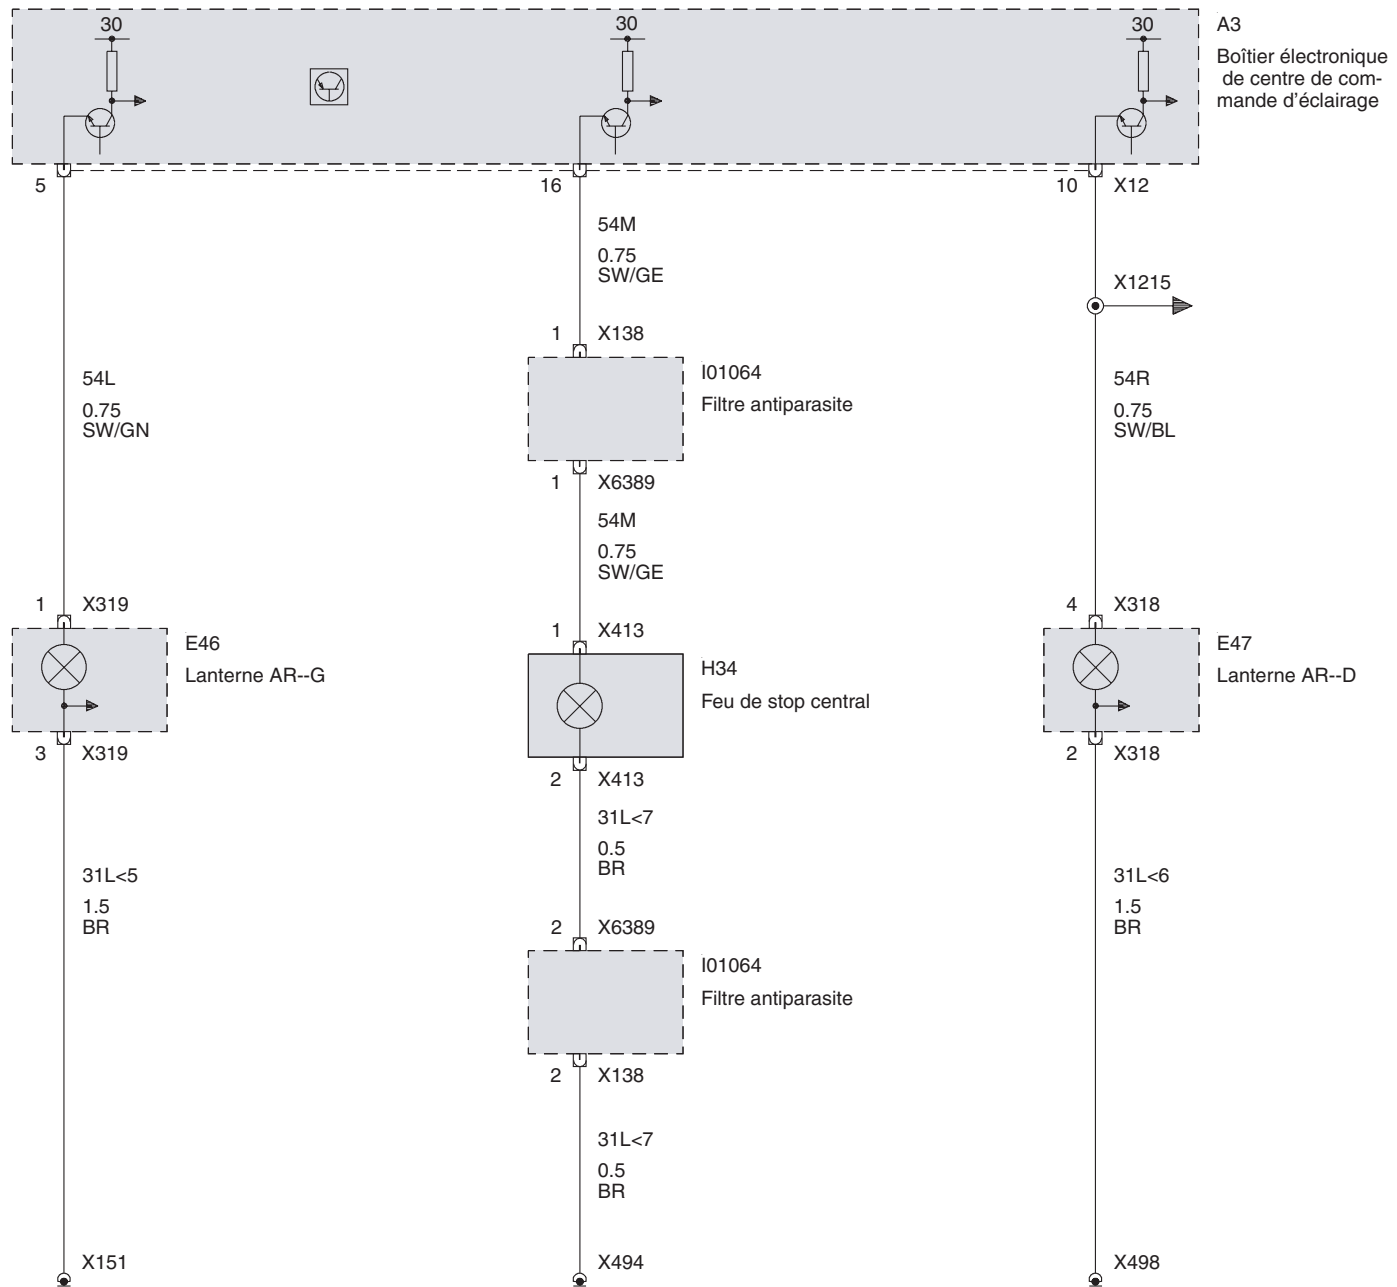 30
30
30
A3
Boîtier électronique
de centre de com-
mande d'éclairage
5
16
10
X12
54M
0.75
SW/GE
X1215
1
X138
54L
0.75
SW/GN
I01064
Filtre antiparasite
54R
0.75
SW/BL
1
X6389
54M
0.75
SW/GE
1
X319
1
X413
4
X318
E46
Lanterne AR--G
H34
Feu de stop central
E47
Lanterne AR--D
3
X319
2
X413
2
X318
31L<7
0.5
BR
31L<5
1.5
BR
31L<6
1.5
BR
2
X6389
I01064
Filtre antiparasite
2
X138
31L<7
0.5
BR
X151
X494
X498